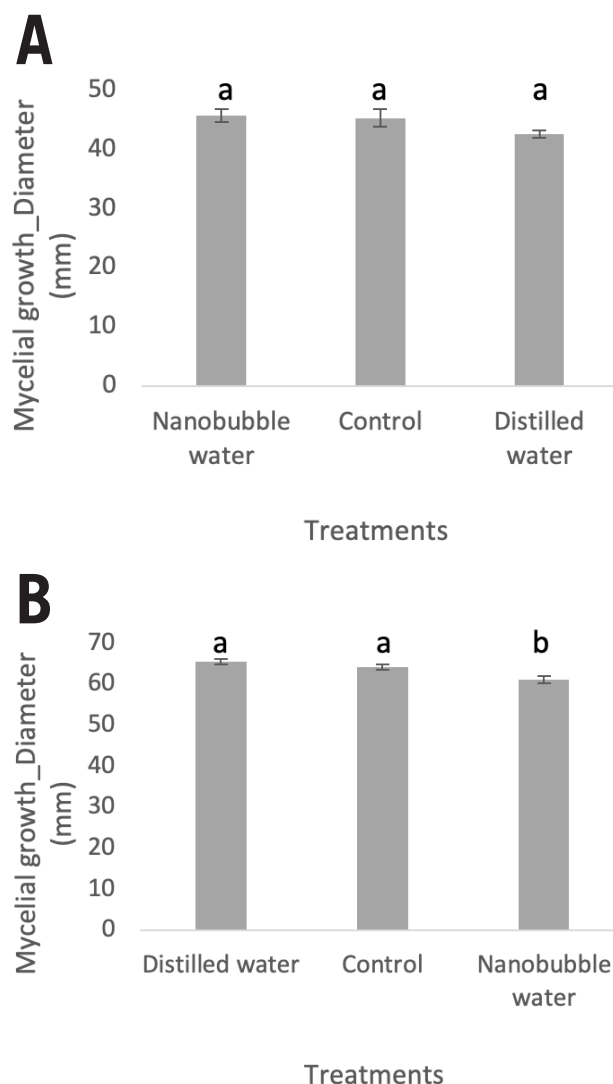 A
Mycelial growth_Diameter
(mm)
50
40
30
20
10
0
a
a
a
Nanobubble
water
Control
Distilled
water
Treatments
B
Mycelial growth_Diameter
(mm)
70
60
50
40
30
20
10
0
a
a
b
Distilled water
Control
Nanobubble
water
Treatments